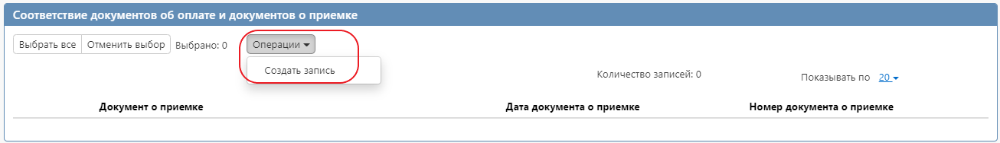 Соответствие документов об оплате и документов о приемке
Выбрать все Отменить выбор Выбрано: 0 Операции
Создать запись
Количество записей: 0 Показывать по 20
Документ о приемке Дата документа о приемке Номер документа о приемке